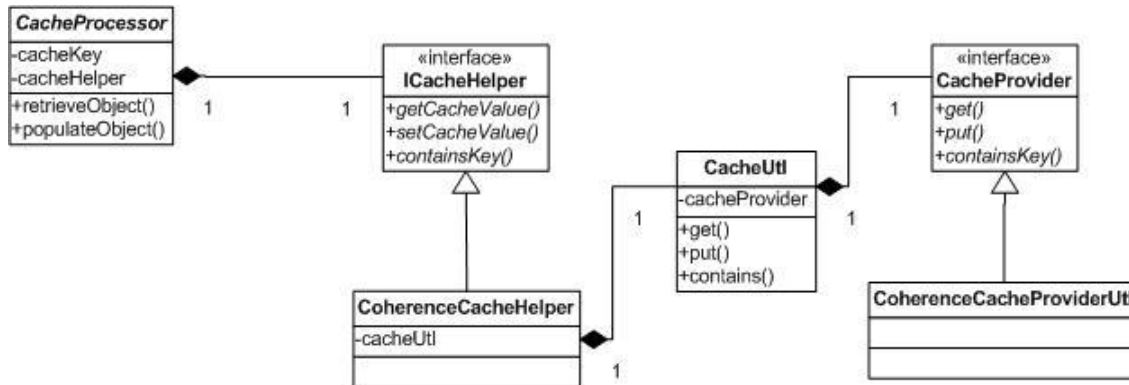 CacheProcessor
-cacheKey
-cacheHelper
+retrieveObject()
+populateObject()
1
1
«interface»
ICacheHelper
+getCacheValue()
+setCacheValue()
+containsKey()
CoherenceCacheHelper
-cacheUtl
1
1
CacheUtl
-cacheProvider
+get()
+put()
+contains()
1
1
«interface»
CacheProvider
+get()
+put()
+containsKey()
CoherenceCacheProviderUtl